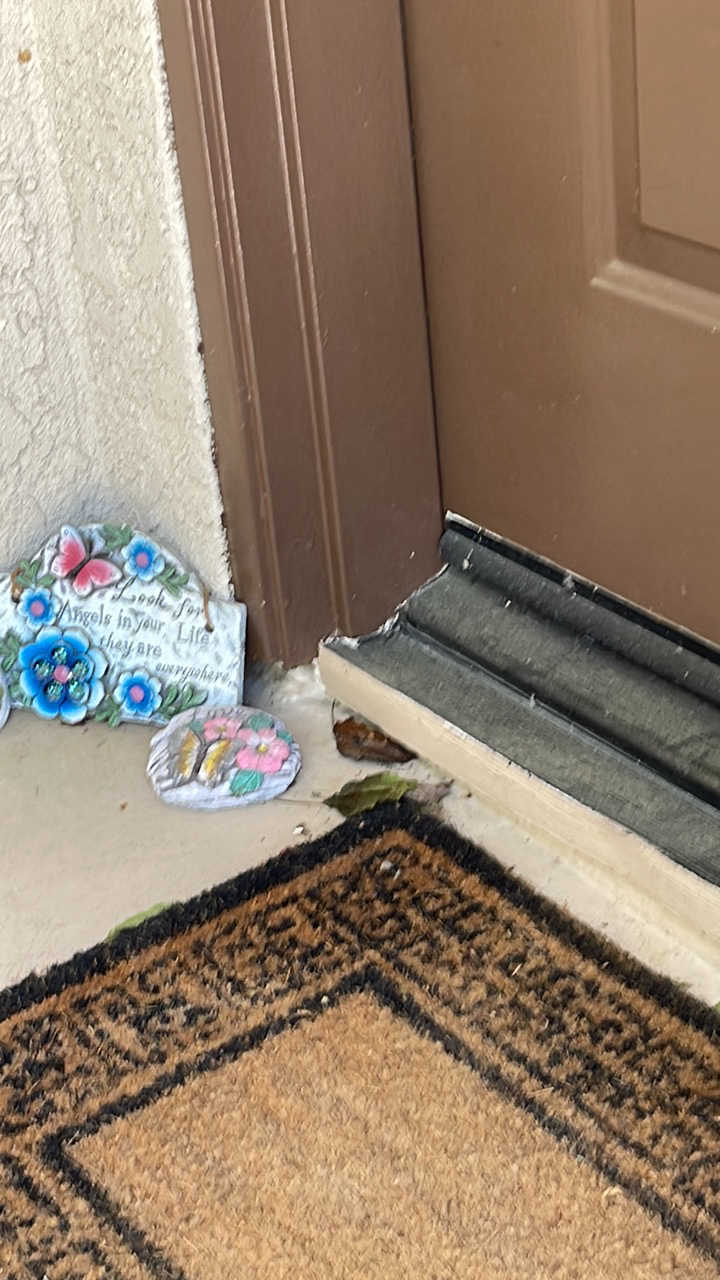 Look for
Angels in your Life
they are
everywhere.